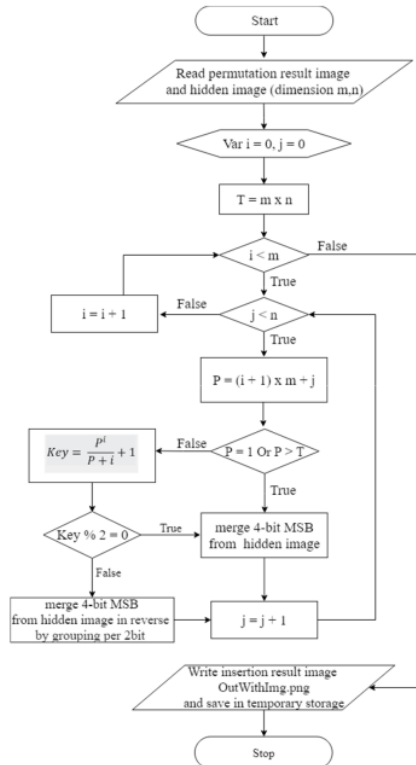 Start
Read permutation result image
and hidden image (dimension m,n)
Var i = 0, j = 0
T = m x n
i < m
False
True
i = i + 1
False
j < n
True
P = (i + 1) x m + j
Key = P^i / P + i + 1
False
P = 1 Or P > T
True
Key % 2 = 0
True
merge 4-bit MSB
from hidden image
False
merge 4-bit MSB
from hidden image in reverse
by grouping per 2bit
j = j + 1
Write insertion result image
OutWithImg.png
and save in temporary storage
Stop